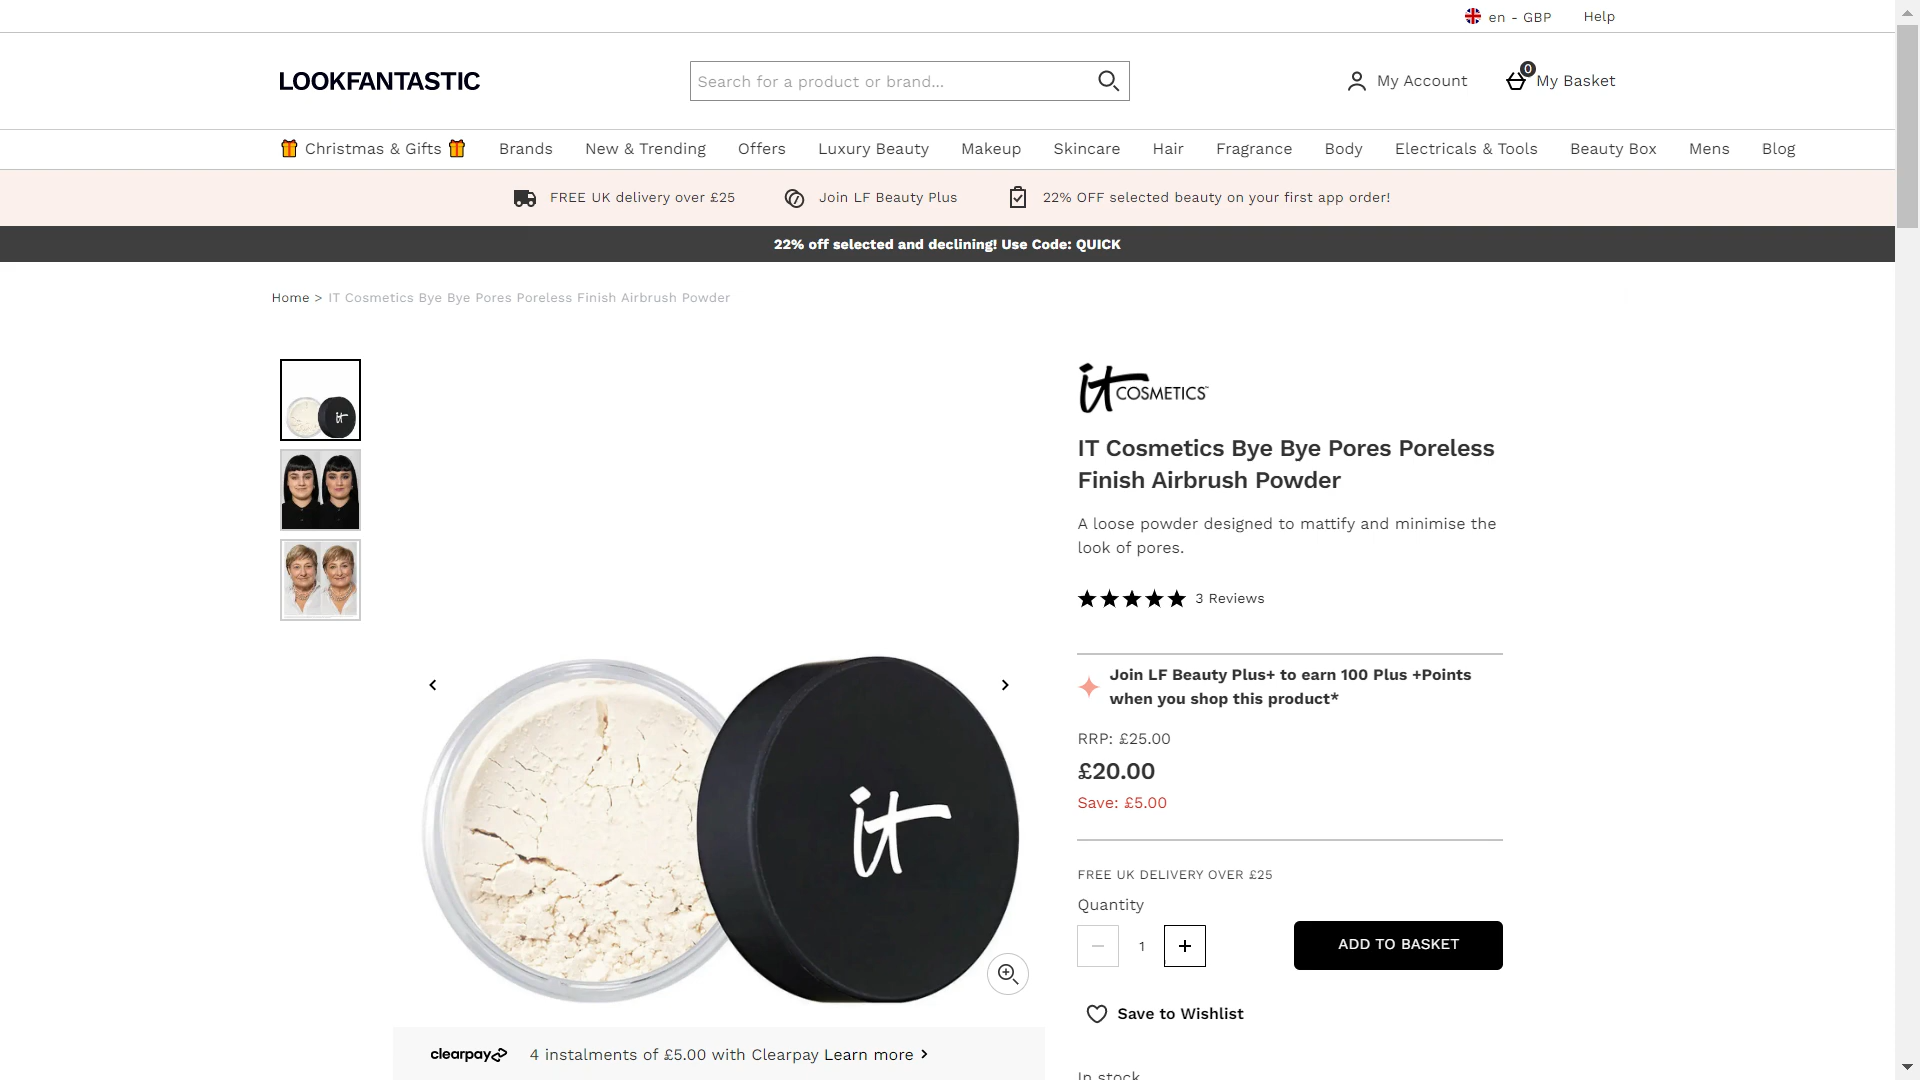 en - GBP
Help
LOOKFANTASTIC
Search for a product or brand...
My Account
0
My Basket
Christmas & Gifts
Brands
New & Trending
Offers
Luxury Beauty
Makeup
Skincare
Hair
Fragrance
Body
Electricals & Tools
Beauty Box
Mens
Blog
FREE UK delivery over £25
Join LF Beauty Plus
22% OFF selected beauty on your first app order!
22% off selected and declining! Use Code: QUICK
Home > IT Cosmetics Bye Bye Pores Poreless Finish Airbrush Powder
it COSMETICS™
IT Cosmetics Bye Bye Pores Poreless
Finish Airbrush Powder
A loose powder designed to mattify and minimise the
look of pores.
3 Reviews
Join LF Beauty Plus+ to earn 100 Plus +Points
when you shop this product*
RRP: £25.00
£20.00
Save: £5.00
FREE UK DELIVERY OVER £25
Quantity
1
ADD TO BASKET
Save to Wishlist
In stock
it
it
clearpay
4 instalments of £5.00 with Clearpay Learn more